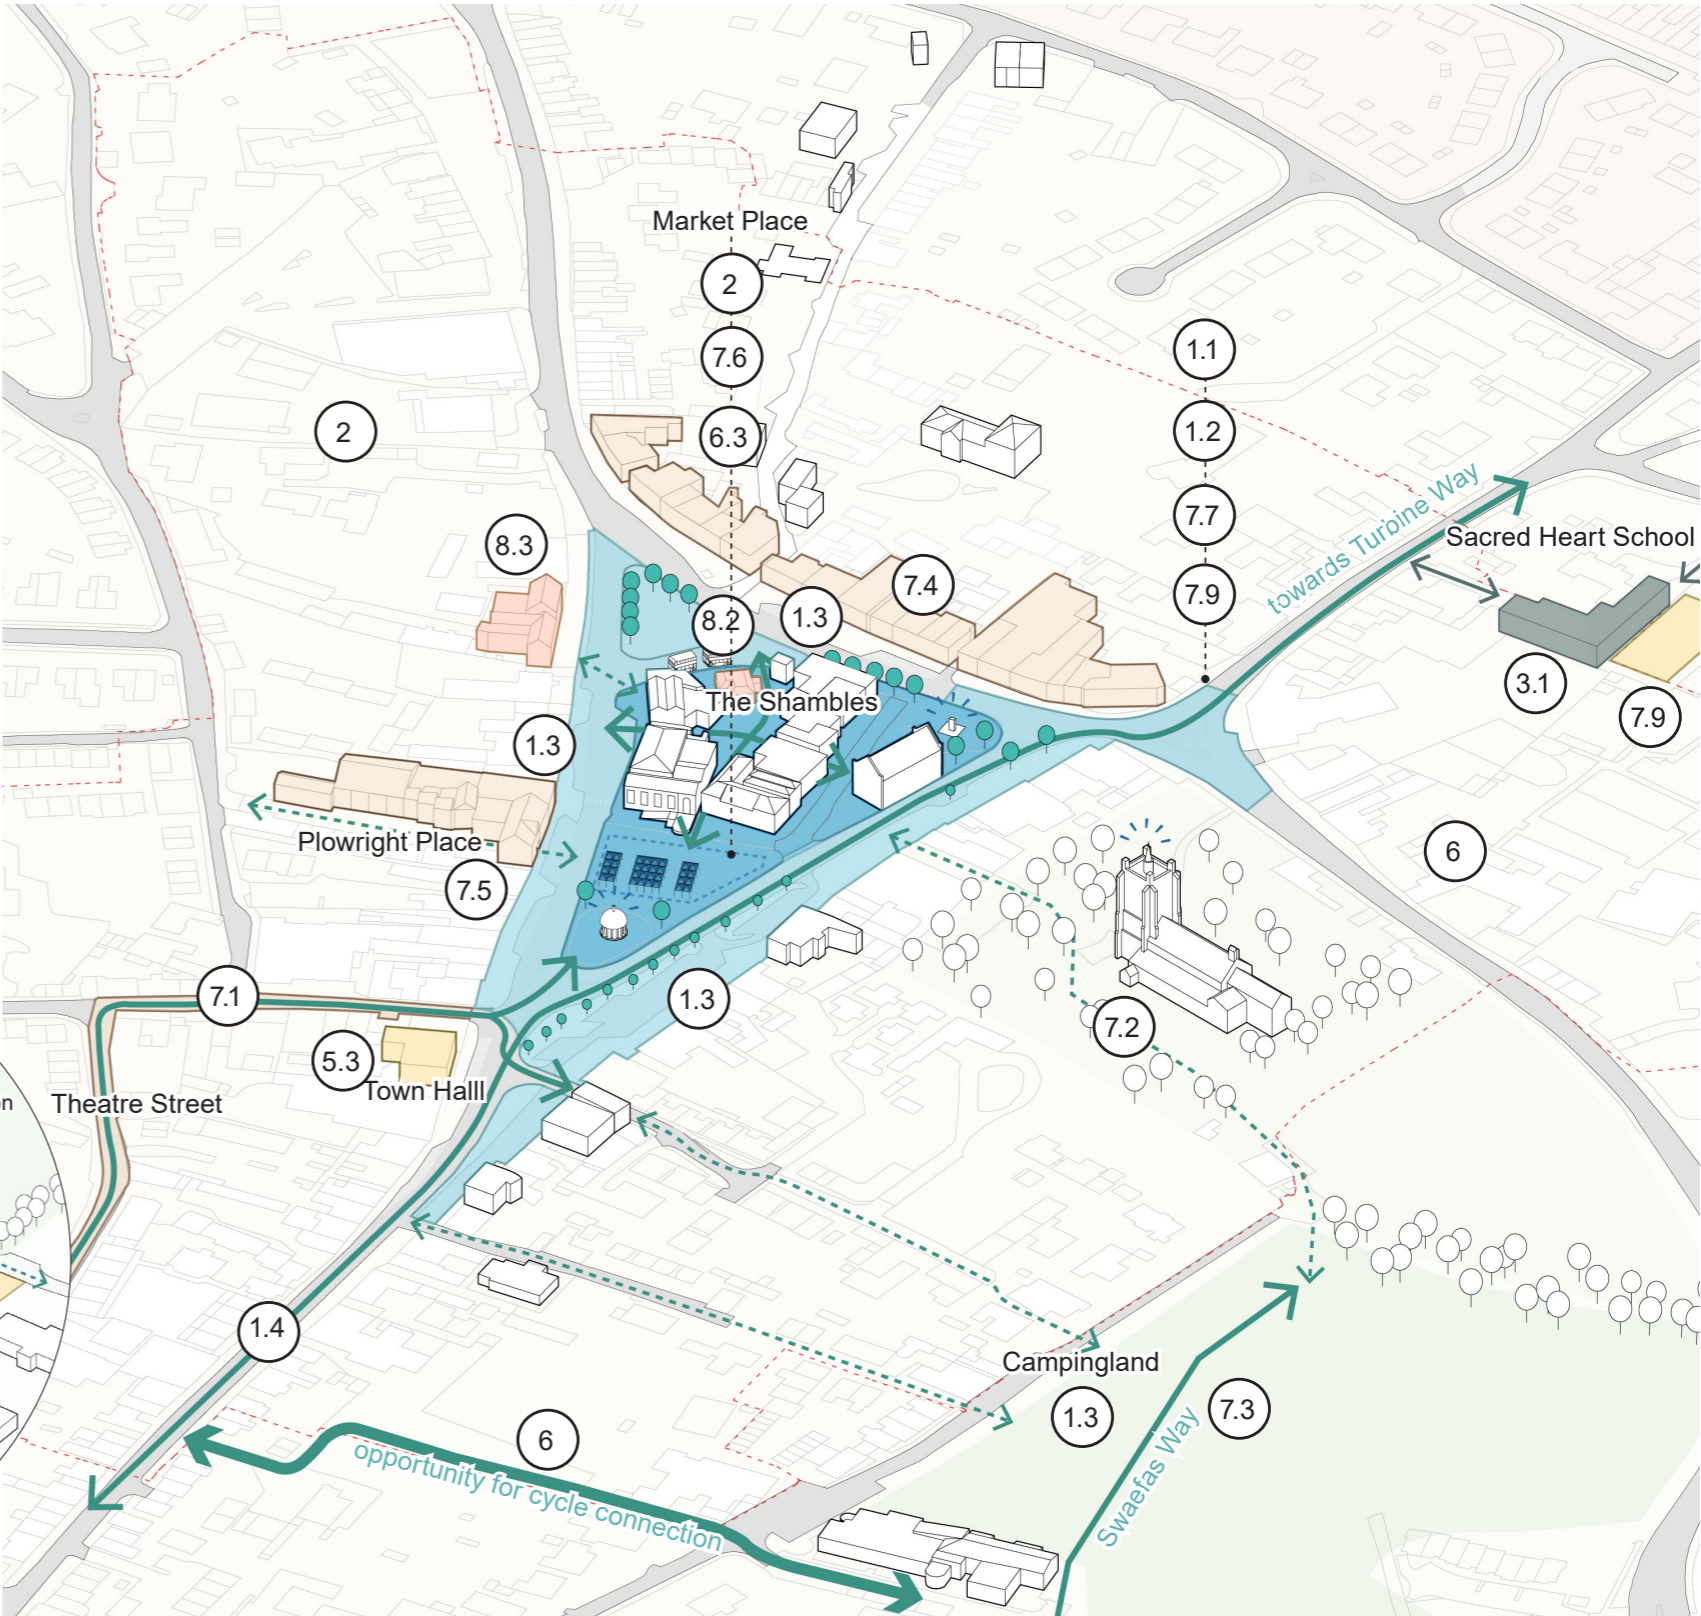 Market Place
2
7.6
6.3
1.1
1.2
7.7
7.9
2
8.3
7.4
8.2
1.3
towards Turbine Way
Sacred Heart School
3.1
7.9
The Shambles
1.3
Plowright Place
7.5
6
7.1
1.3
7.2
5.3
Town Halll
Theatre Street
n
1.4
Campingland
1.3
7.3
Swaefas Way
6
opportunity for cycle connection